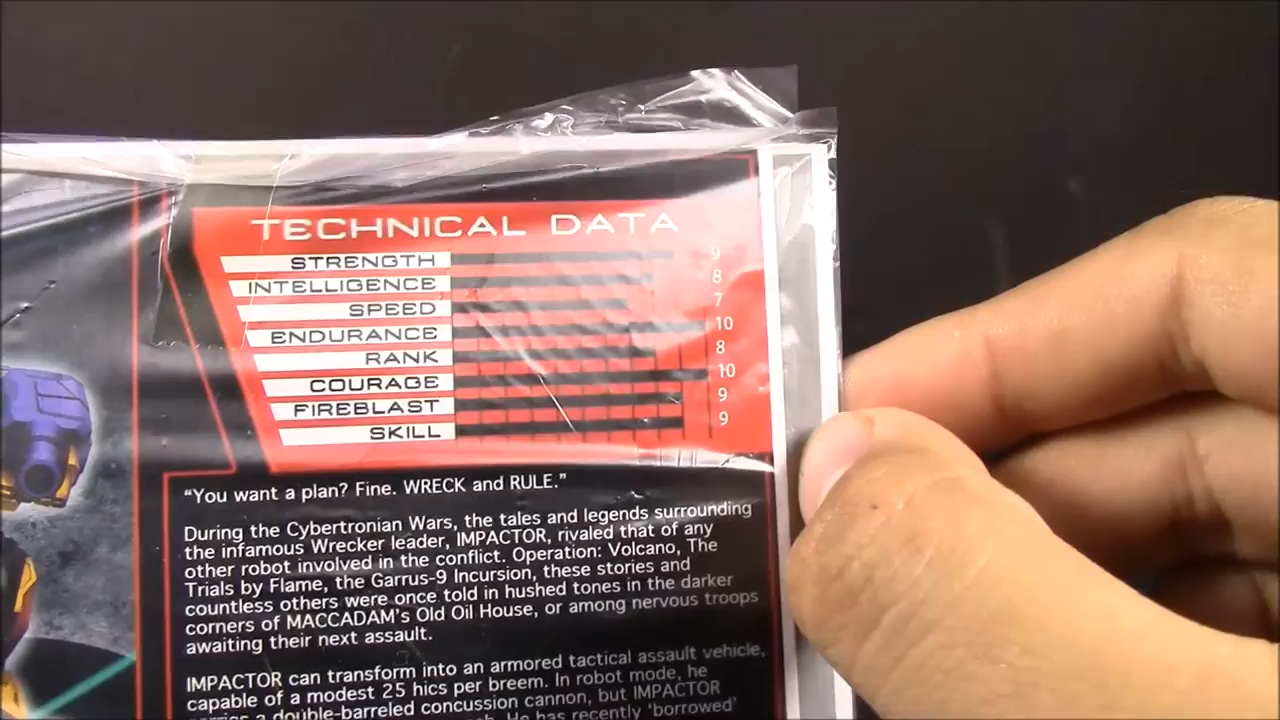 TECHNICAL DATA
STRENGTH 9
INTELLIGENCE 8
SPEED 7
ENDURANCE 10
RANK 8
COURAGE 10
FIREBLAST 9
SKILL 9
“You want a plan? Fine. WRECK and RULE.”
During the Cybertronian Wars, the tales and legends surrounding
the infamous Wrecker leader, IMPACTOR, rivaled that of any
other robot involved in the conflict. Operation: Volcano, The
Trials by Flame, the Garrus-9 Incursion, these stories and
countless others were once told in hushed tones in the darker
corners of MACCADAM's Old Oil House, or among nervous troops
awaiting their next assault.
IMPACTOR can transform into an armored tactical assault vehicle,
capable of a modest 25 hics per breem. In robot mode, he
carries a double-barreled concussion cannon, but IMPACTOR
He has recently ‘borrowed’